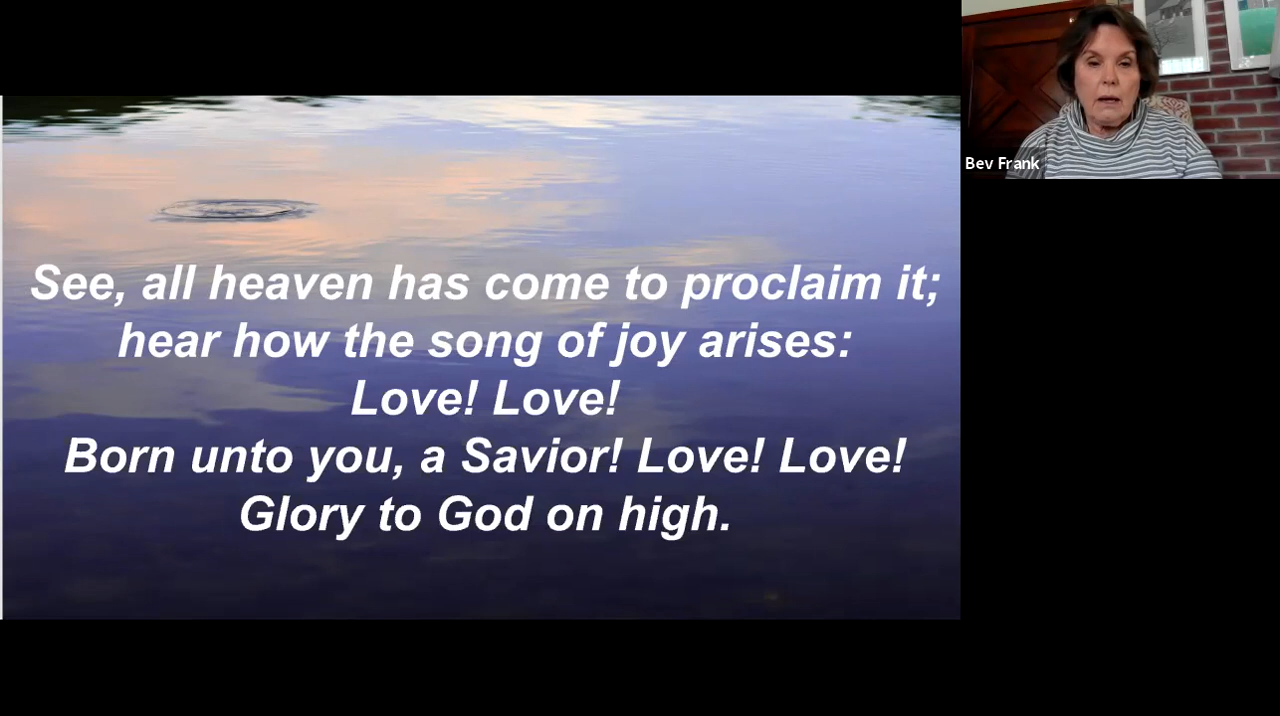 See, all heaven has come to proclaim it;
hear how the song of joy arises:
Love! Love!
Born unto you, a Savior! Love! Love!
Glory to God on high.
Bev Frank